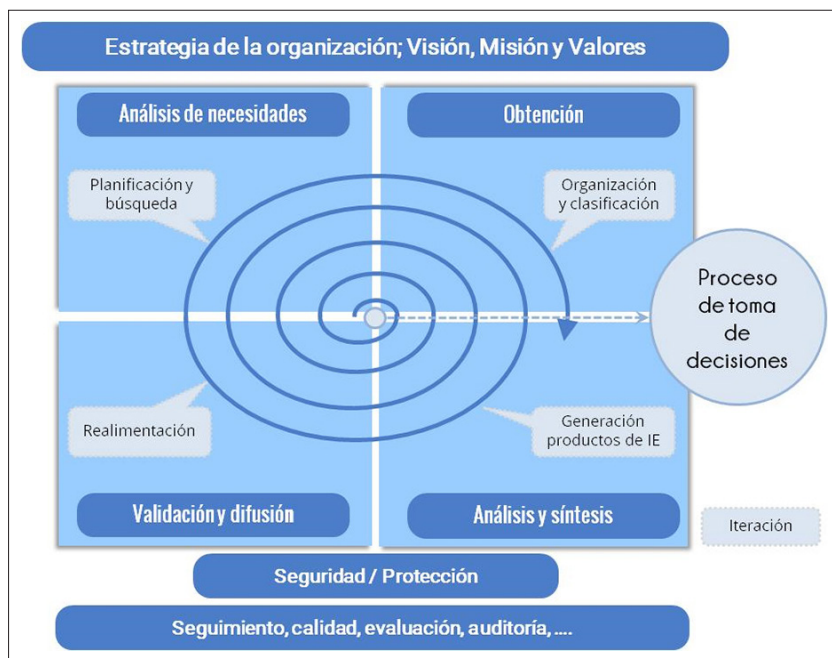 Estrategia de la organización; Visión, Misión y Valores
Análisis de necesidades
Obtención
Planificación y
búsqueda
Organización
y clasificación
Proceso
de toma
de
decisiones
Realimentación
Generación
productos de IE
Validación y difusión
Análisis y síntesis
Iteración
Seguridad / Protección
Seguimiento, calidad, evaluación, auditoría, ....